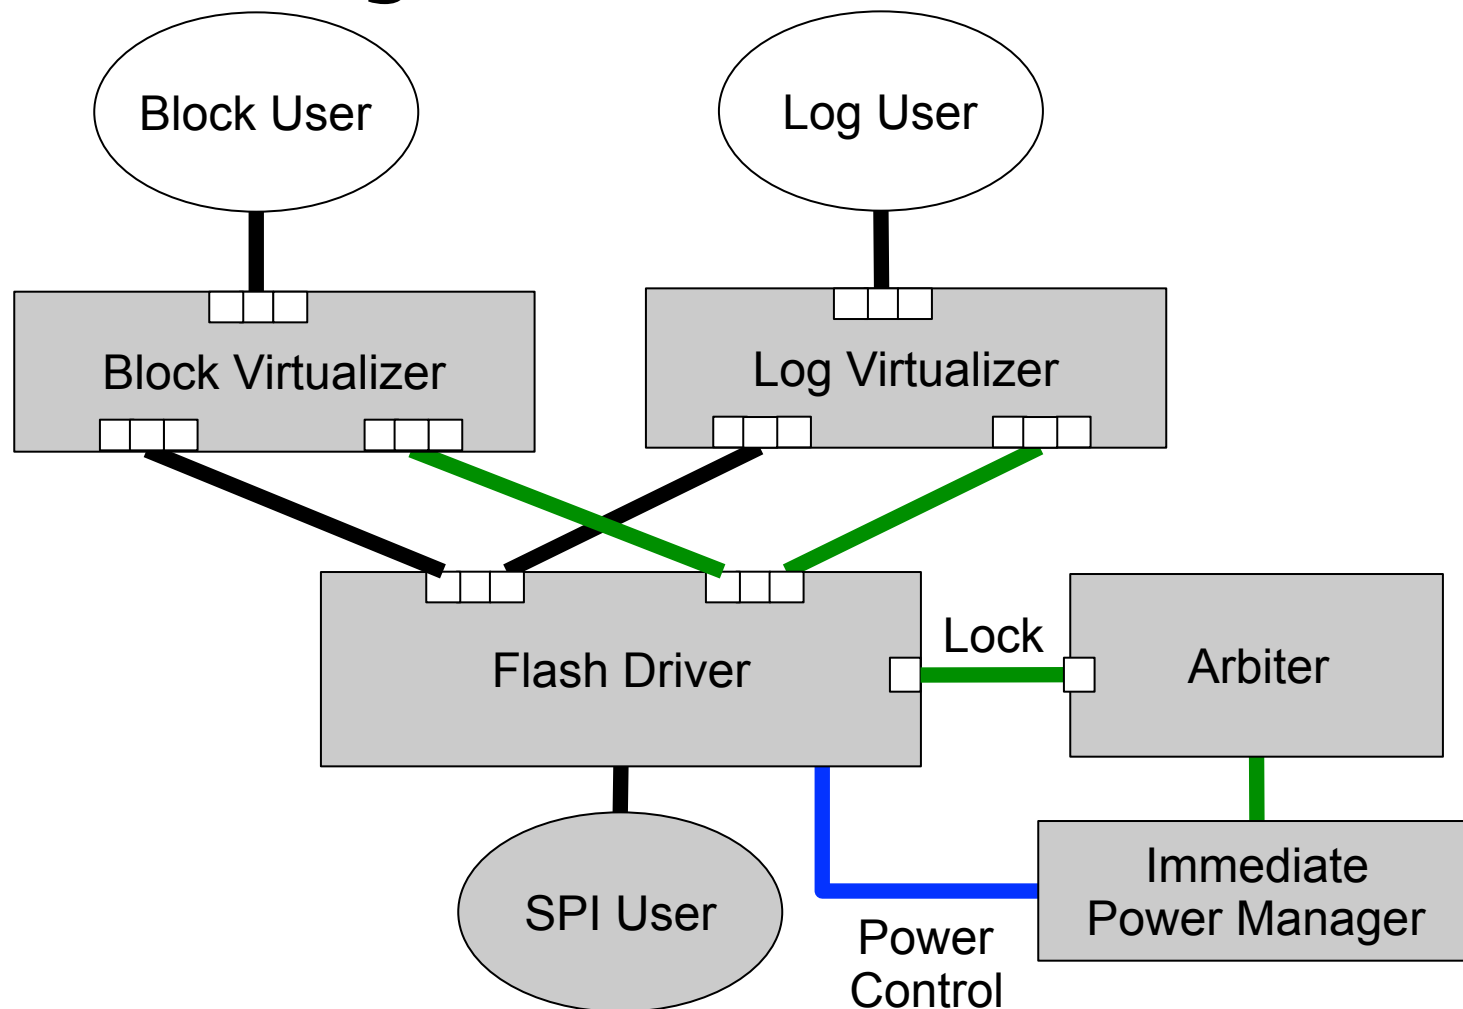 Block User
Log User
Block Virtualizer
Log Virtualizer
Lock
Flash Driver
Arbiter
Immediate
Power Manager
SPI User
Power
Control